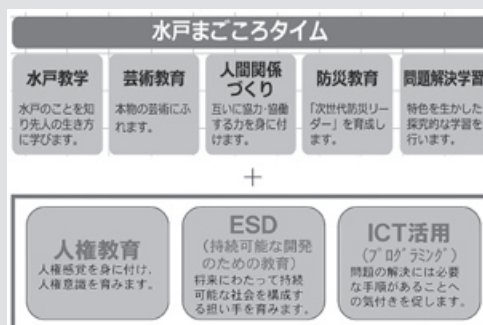 水戸まごころタイム
水戸教学
水戸のことを知
り先人の生き方
に学びます。
芸術教育
本物の芸術にふ
れます。
人間関係
づくり
互いに協力・協働
する力を身に付
けます。
防災教育
「次世代防災リー
ダー」を育成し
ます。
問題解決学習
特色を生かした
探究的な学習を
行います。
+
人権教育
人権感覚を身に付け、
人権意識を育みます。
ESD
(持続可能な開発
のための教育)
将来にわたって持続
可能な社会を構成す
る担い手を育みます。
ICT活用
(プログラミング)
問題の解決には必要
な手順があることへ
の気付きを促します。